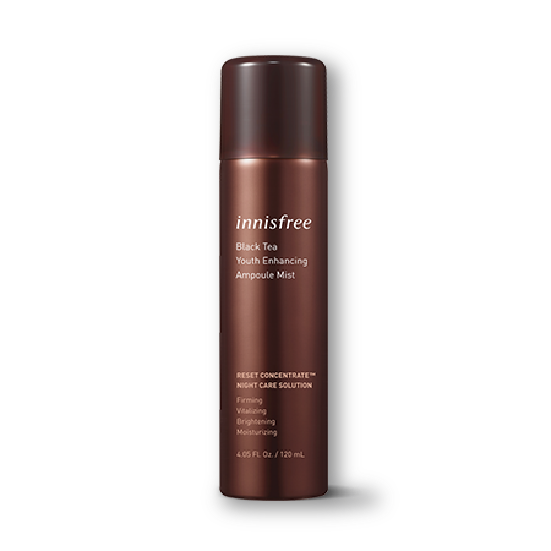 innisfree
Black Tea
Youth Enhancing
Ampoule Mist
RESET CONCENTRATE™
NIGHT CARE SOLUTION
Firming
Vitalizing
Brightening
Moisturizing
4.05 Fl. Oz. / 120 mL